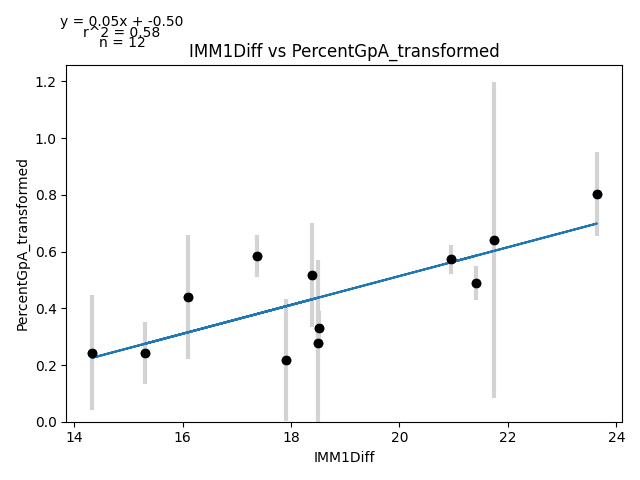 y = 0.05x + -0.50
r^2 = 0.58
n = 12
IMM1Diff vs PercentGpA_transformed
PercentGpA_transformed
1.2
1.0
0.8
0.6
0.4
0.2
0.0
14 16 18 20 22 24
IMM1Diff